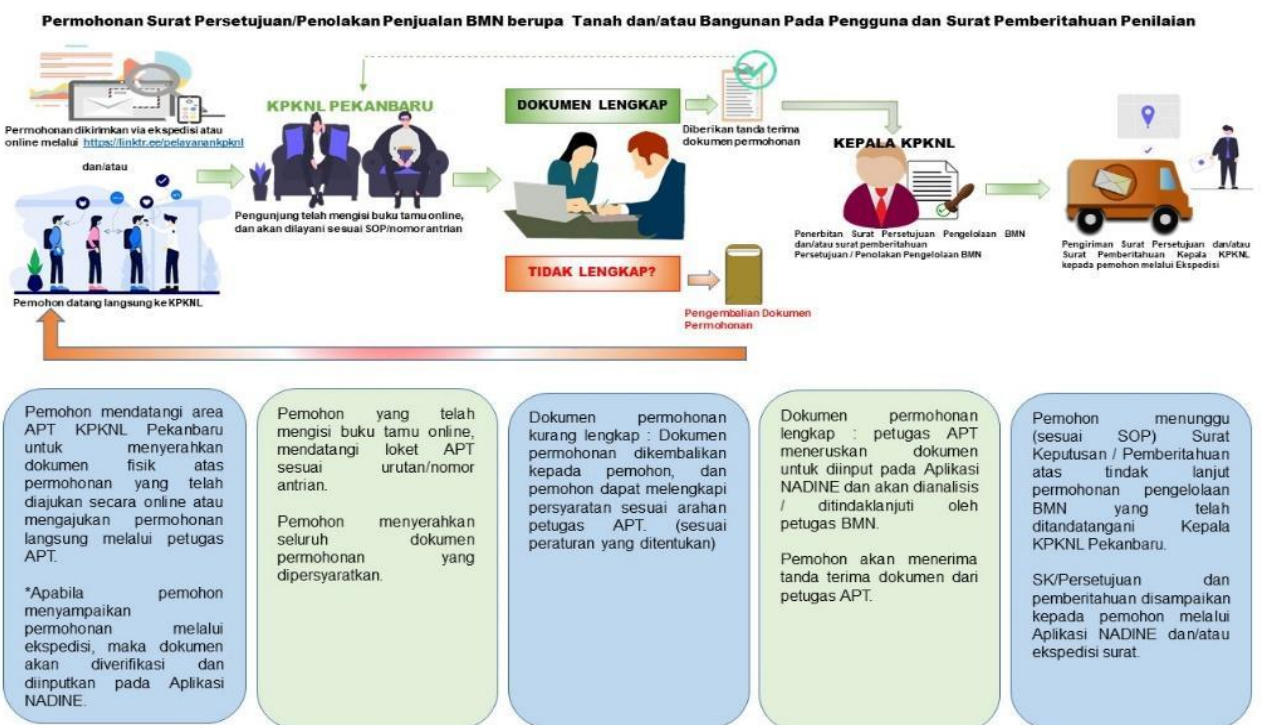 Permohonan Surat Persetujuan/Penolakan Penjualan BMN berupa Tanah dan/atau Bangunan Pada Pengguna dan Surat Pemberitahuan Penilaian
Permohonan dikirimkan via ekspedisi atau
online melalui https://linktr.ee/pelayanankpknl
dan/atau
Pemohon datang langsung ke KPKNL
KPKNL PEKANBARU
Pengunjung telah mengisi buku tamu online,
dan akan dilayani sesuai SOP/nomor antrian
DOKUMEN LENGKAP
TIDAK LENGKAP?
Diberikan tanda terima
dokumen permohonan
Pengembalian Dokumen
Permohonan
KEPALA KPKNL
Penerbitan Surat Persetujuan Pengelolaan BMN
dan/atau surat pemberitahuan
Persetujuan / Penolakan Pengelolaan BMN
Pengiriman Surat Persetujuan dan/atau
Surat Pemberitahuan Kepala KPKNL
kepada pemohon melalui Ekspedisi
Pemohon mendatangi area
APT KPKNL Pekanbaru
untuk menyerahkan
dokumen fisik atas
permohonan yang telah
diajukan secara online atau
mengajukan permohonan
langsung melalui petugas
APT.
*Apabila pemohon
menyampaikan
permohonan melalui
ekspedisi, maka dokumen
akan diverifikasi dan
diinputkan pada Aplikasi
NADINE.
Pemohon yang telah
mengisi buku tamu online,
mendatangi loket APT
sesuai urutan/nomor
antrian.
Pemohon menyerahkan
seluruh dokumen
permohonan yang
dipersyaratkan.
Dokumen permohonan
kurang lengkap : Dokumen
permohonan dikembalikan
kepada pemohon, dan
pemohon dapat melengkapi
persyaratan sesuai arahan
petugas APT. (sesuai
peraturan yang ditentukan)
Dokumen permohonan
lengkap : petugas APT
meneruskan dokumen
untuk diinput pada Aplikasi
NADINE dan akan dianalisis
/ ditindaklanjuti oleh
petugas BMN.
Pemohon akan menerima
tanda terima dokumen dari
petugas APT.
Pemohon menunggu
(sesuai SOP) Surat
Keputusan / Pemberitahuan
atas tindak lanjut
permohonan pengelolaan
BMN yang telah
ditandatangani Kepala
KPKNL Pekanbaru.
SK/Persetujuan dan
pemberitahuan disampaikan
kepada pemohon melalui
Aplikasi NADINE dan/atau
ekspedisi surat.